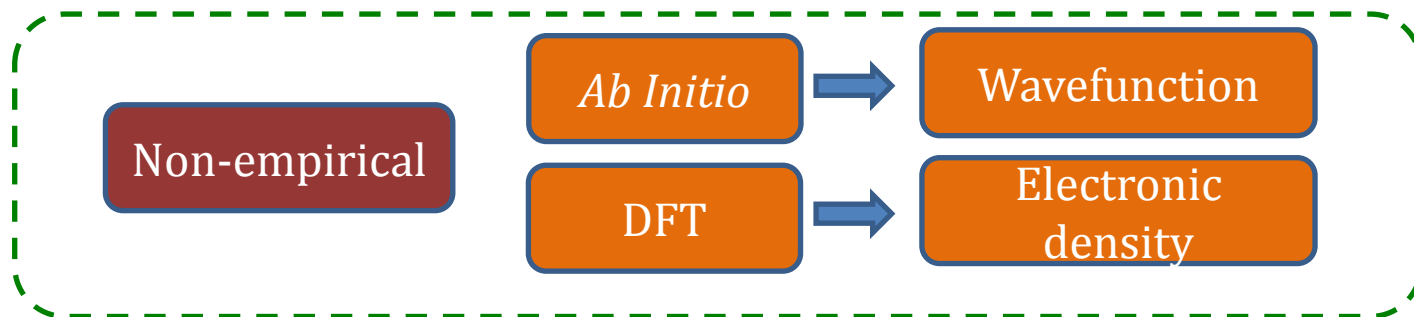 Non-empirical
Ab Initio
Wavefunction
DFT
Electronic
density